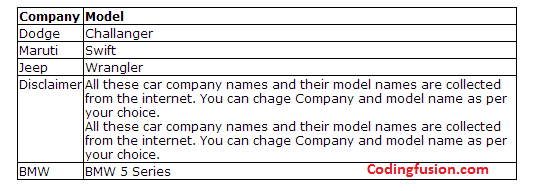 Company Model
Dodge Challanger
Maruti Swift
Jeep Wrangler
Disclaimer All these car company names and their model names are collected
from the internet. You can chage Company and model name as per
your choice.
All these car company names and their model names are collected
from the internet. You can chage Company and model name as per
your choice.
BMW BMW 5 Series
Codingfusion.com